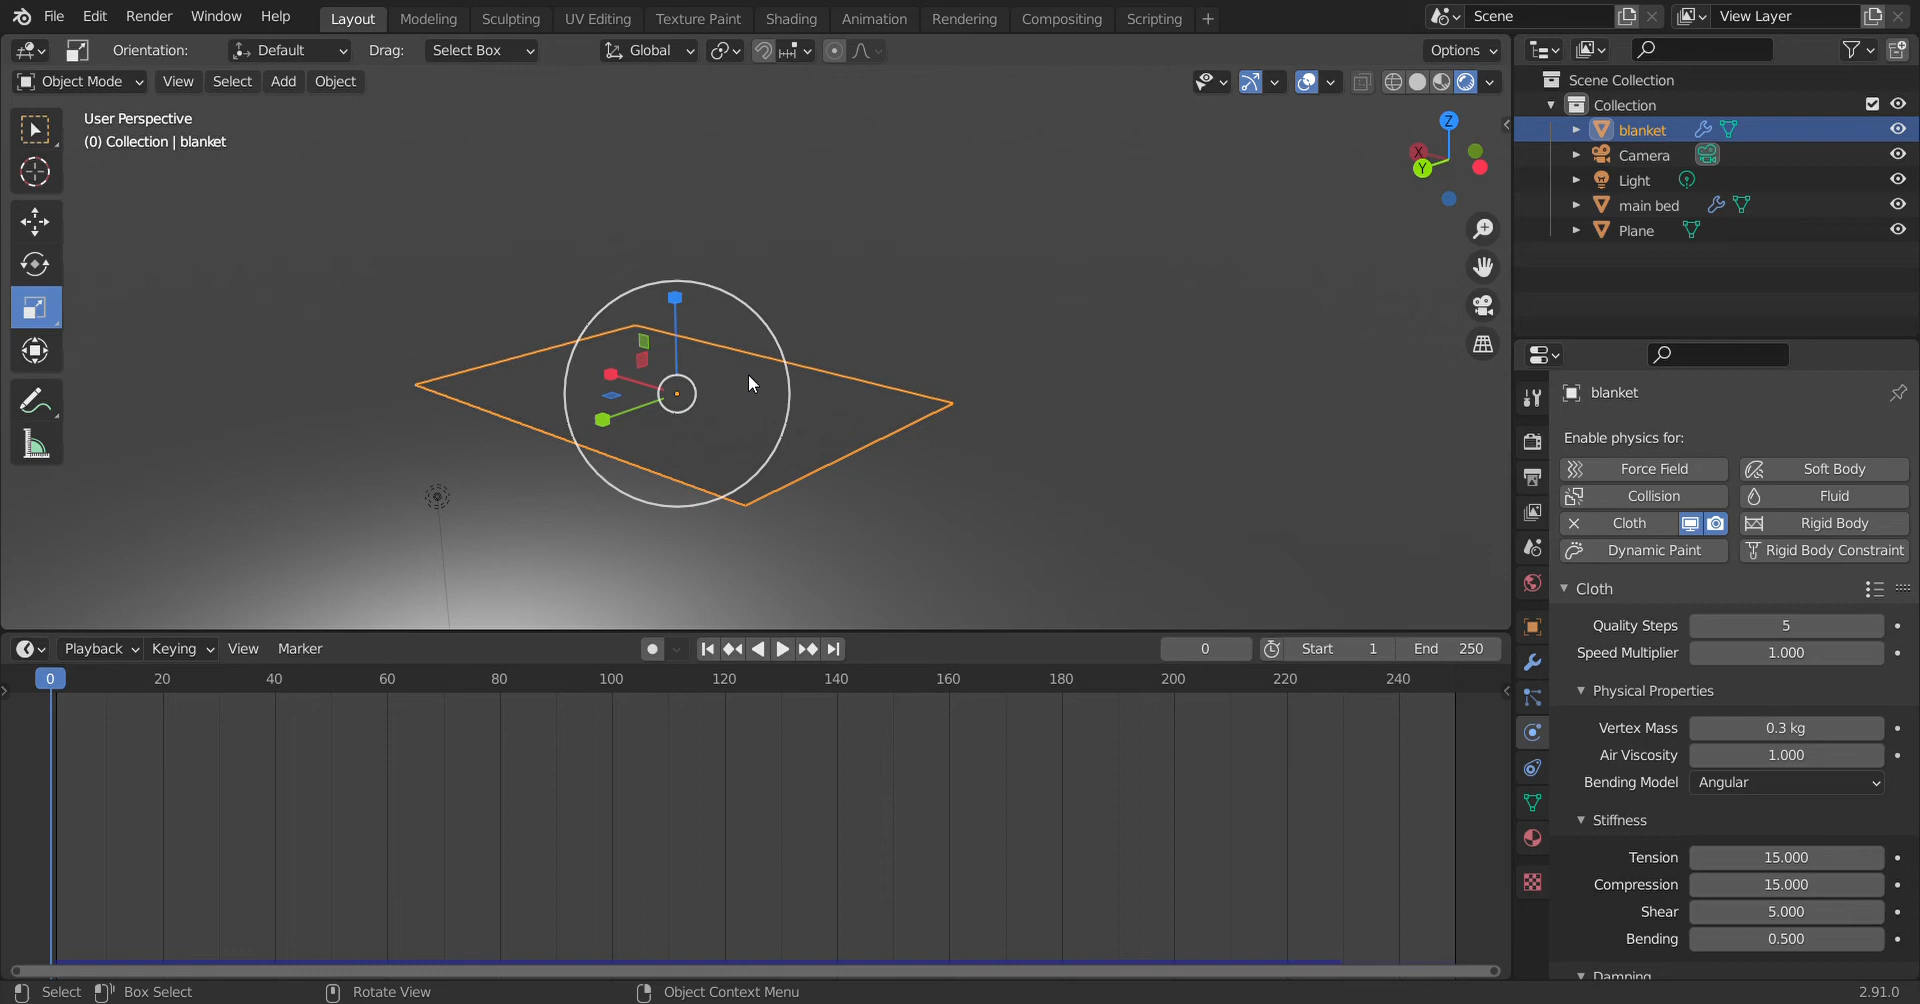 File Edit Render Window Help Layout Modeling Sculpting UV Editing Texture Paint Shading Animation Rendering Compositing Scripting + Scene View Layer
Orientation: Default Drag: Select Box Global Options
Object Mode View Select Add Object
User Perspective
(0) Collection | blanket
Z
X
Y
Scene Collection
Collection
blanket
Camera
Light
main bed
Plane
blanket
Enable physics for:
Force Field Soft Body
Collision Fluid
Cloth Rigid Body
Dynamic Paint Rigid Body Constraint
Cloth
Quality Steps 5
Speed Multiplier 1.000
Physical Properties
Vertex Mass 0.3 kg
Air Viscosity 1.000
Bending Model Angular
Stiffness
Tension 15.000
Compression 15.000
Shear 5.000
Bending 0.500
Damping
Playback Keying View Marker 0 Start 1 End 250
0 20 40 60 80 100 120 140 160 180 200 220 240
Select Box Select Rotate View Object Context Menu 2.91.0